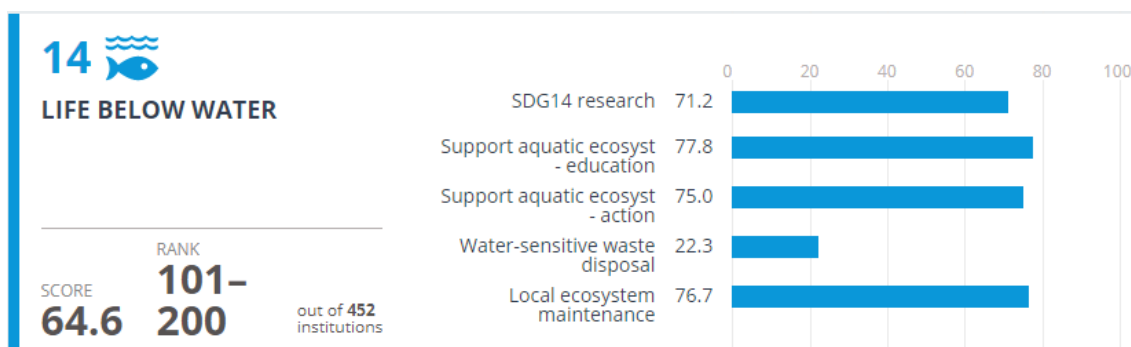 14
LIFE BELOW WATER
SCORE
64.6
RANK
101–
200
out of 452
institutions
0 20 40 60 80 100
SDG14 research 71.2
Support aquatic ecosyst 77.8
- education
Support aquatic ecosyst 75.0
- action
Water-sensitive waste 22.3
disposal
Local ecosystem 76.7
maintenance